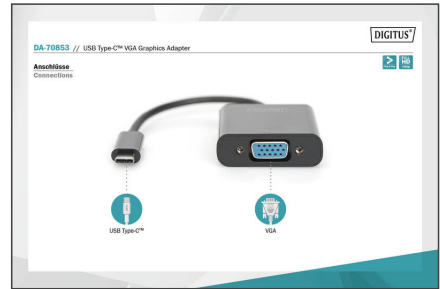 DIGITUS®
DA-70853 // USB Type-C™ VGA Graphics Adapter
Anschlüsse
Connections
USB Type-C™
VGA